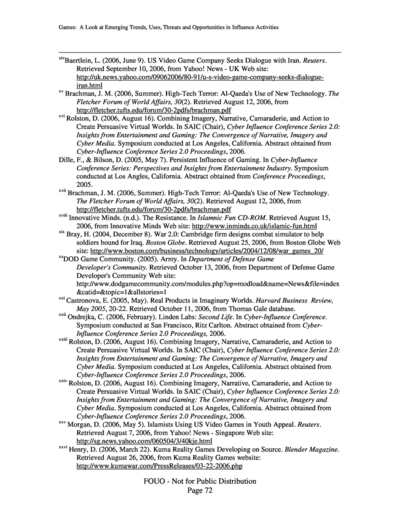 Games: A Look at Emerging Trends, Uses, Threats and Opportunities in Influence Activities
xiv Baertlein, L. (2006, June 9). US Video Game Company Seeks Dialogue with Iran. Reuters.
Retrieved September 10, 2006, from Yahoo! News - UK Web site:
http://uk.news.yahoo.com/09062006/80-91/u-s-video-game-company-seeks-dialogue-
iran.html
xv Brachman, J. M. (2006, Summer). High-Tech Terror: Al-Qaeda's Use of New Technology. The
Fletcher Forum of World Affairs, 30(2). Retrieved August 12, 2006, from
http://fletcher.tufts.edu/forum/30-2pdfs/brachman.pdf
xvi Rolston, D. (2006, August 16). Combining Imagery, Narrative, Camaraderie, and Action to
Create Persuasive Virtual Worlds. In SAIC (Chair), Cyber Influence Conference Series 2.0:
Insights from Entertainment and Gaming: The Convergence of Narrative, Imagery and
Cyber Media. Symposium conducted at Los Angeles, California. Abstract obtained from
Cyber-Influence Conference Series 2.0 Proceedings, 2006.
Dille, F., & Bilson, D. (2005, May 7). Persistent Influence of Gaming. In Cyber-Influence
Conference Series: Perspectives and Insights from Entertainment Industry. Symposium
conducted at Los Angles, California. Abstract obtained from Conference Proceedings,
2005.
xvii Brachman, J. M. (2006, Summer). High-Tech Terror: Al-Qaeda's Use of New Technology.
The Fletcher Forum of World Affairs, 30(2). Retrieved August 12, 2006, from
http://fletcher.tufts.edu/forum/30-2pdfs/brachman.pdf
xviii Innovative Minds. (n.d.). The Resistance. In Islamnic Fun CD-ROM. Retrieved August 15,
2006, from Innovative Minds Web site: http://www.inminds.co.uk/islamic-fun.html
xix Bray, H. (2004, December 8). War 2.0: Cambridge firm designs combat simulator to help
soldiers bound for Iraq. Boston Globe. Retrieved August 25, 2006, from Boston Globe Web
site: http://www.boston.com/business/technology/articles/2004/12/08/war_games_20/
xx DOD Game Community. (2005). Army. In Department of Defense Game
Developer's Community. Retrieved October 13, 2006, from Department of Defense Game
Developer's Community Web site:
http://www.dodgamecommunity.com/modules.php?op=modload&name=News&file=index
&catid=&topic=1&allstories=1
xxi Castronova, E. (2005, May). Real Products in Imaginary Worlds. Harvard Business Review,
May 2005, 20-22. Retrieved October 11, 2006, from Thomas Gale database.
xxii Ondrejka, C. (2006, February). Linden Labs: Second Life. In Cyber-Influence Conference.
Symposium conducted at San Francisco, Ritz Carlton. Abstract obtained from Cyber-
Influence Conference Series 2.0 Proceedings, 2006.
xxiii Rolston, D. (2006, August 16). Combining Imagery, Narrative, Camaraderie, and Action to
Create Persuasive Virtual Worlds. In SAIC (Chair), Cyber Influence Conference Series 2.0:
Insights from Entertainment and Gaming: The Convergence of Narrative, Imagery and
Cyber Media. Symposium conducted at Los Angeles, California. Abstract obtained from
Cyber-Influence Conference Series 2.0 Proceedings, 2006.
xxiv Rolston, D. (2006, August 16). Combining Imagery, Narrative, Camaraderie, and Action to
Create Persuasive Virtual Worlds. In SAIC (Chair), Cyber Influence Conference Series 2.0:
Insights from Entertainment and Gaming: The Convergence of Narrative, Imagery and
Cyber Media. Symposium conducted at Los Angeles, California. Abstract obtained from
Cyber-Influence Conference Series 2.0 Proceedings, 2006.
xxv Morgan, D. (2006, May 5). Islamists Using US Video Games in Youth Appeal. Reuters.
Retrieved August 7, 2006, from Yahoo! News - Singapore Web site:
http://sg.news.yahoo.com/060504/3/40kje.html
xxvi Henry, D. (2006, March 22). Kuma Reality Games Developing on Source. Blender Magazine.
Retrieved August 26, 2006, from Kuma Reality Games website:
http://www.kumawar.com/PressReleases/03-22-2006.php
FOUO - Not for Public Distribution
Page 72